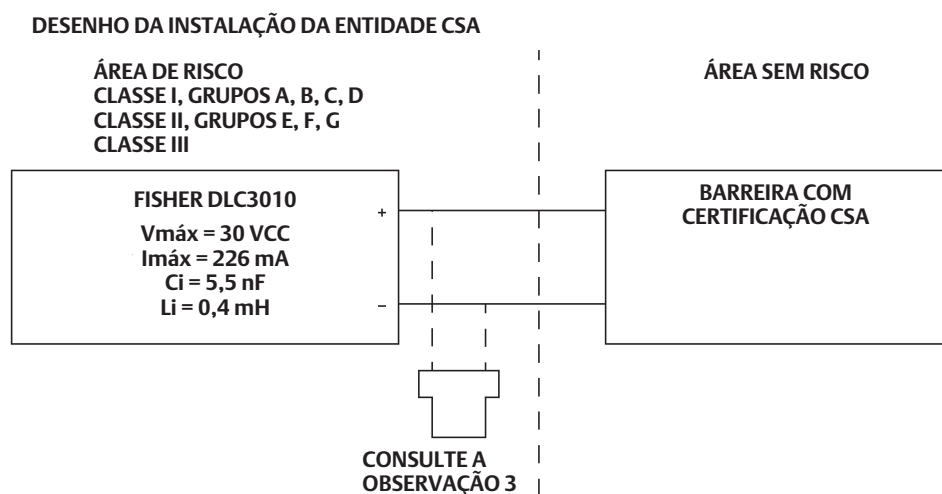 DESENHO DA INSTALAÇÃO DA ENTIDADE CSA
ÁREA DE RISCO
CLASSE I, GRUPOS A, B, C, D
CLASSE II, GRUPOS E, F, G
CLASSE III
ÁREA SEM RISCO
FISHER DLC3010
Vmáx = 30 VCC
Imáx = 226 mA
Ci = 5,5 nF
Li = 0,4 mH
+
−
BARREIRA COM
CERTIFICAÇÃO CSA
CONSULTE A
OBSERVAÇÃO 3